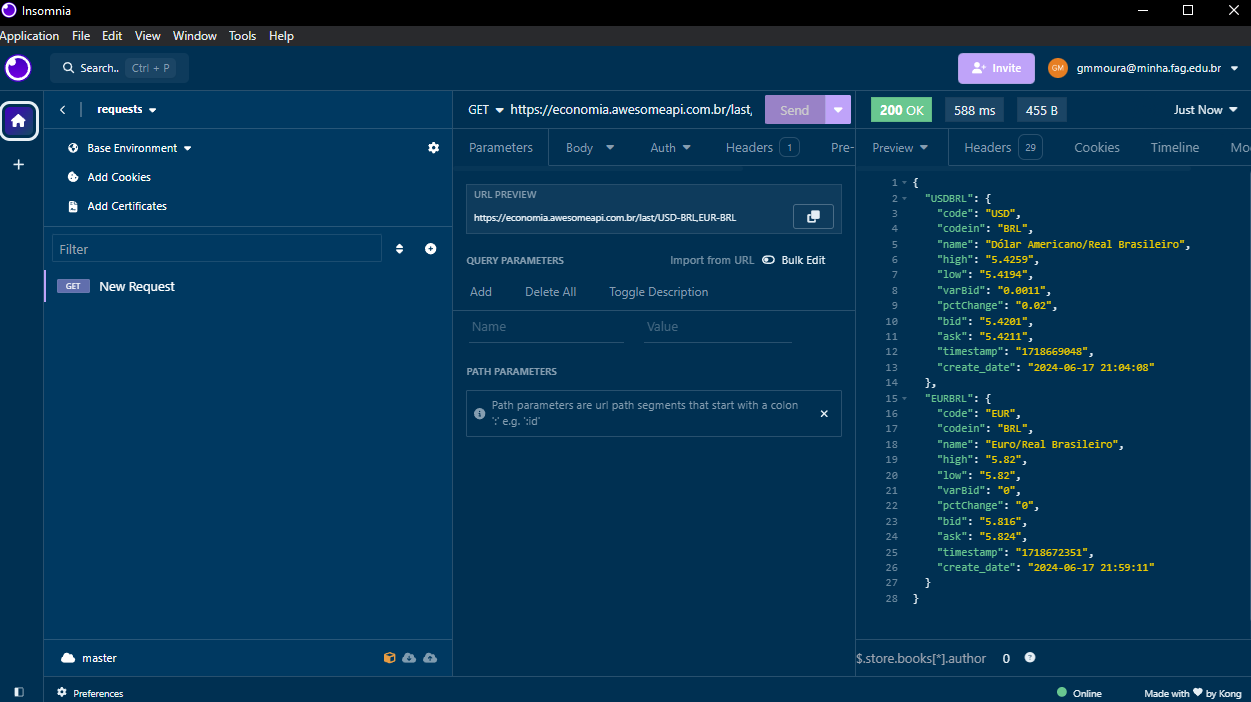 Insomnia
Application File Edit View Window Tools Help
Search.. Ctrl + P
Invite
GM gmmoura@minha.fag.edu.br
requests
Base Environment
Add Cookies
Add Certificates
Filter
GET New Request
master
Preferences
GET https://economia.awesomeapi.com.br/last,
Send
Parameters Body Auth Headers 1 Pre-
URL PREVIEW
https://economia.awesomeapi.com.br/last/USD-BRL,EUR-BRL
QUERY PARAMETERS Import from URL Bulk Edit
Add Delete All Toggle Description
Name Value
PATH PARAMETERS
Path parameters are url path segments that start with a colon
':' e.g. ':id'
200 OK 588 ms 455 B Just Now
Preview Headers 29 Cookies Timeline Mo
1 {
2 "USDBRL": {
3 "code": "USD",
4 "codein": "BRL",
5 "name": "Dólar Americano/Real Brasileiro",
6 "high": "5.4259",
7 "low": "5.4194",
8 "varBid": "0.0011",
9 "pctChange": "0.02",
10 "bid": "5.4201",
11 "ask": "5.4211",
12 "timestamp": "1718669048",
13 "create_date": "2024-06-17 21:04:08"
14 },
15 "EURBRL": {
16 "code": "EUR",
17 "codein": "BRL",
18 "name": "Euro/Real Brasileiro",
19 "high": "5.82",
20 "low": "5.82",
21 "varBid": "0",
22 "pctChange": "0",
23 "bid": "5.816",
24 "ask": "5.824",
25 "timestamp": "1718672351",
26 "create_date": "2024-06-17 21:59:11"
27 }
28 }
$.store.books[*].author 0
Online
Made with ❤ by Kong